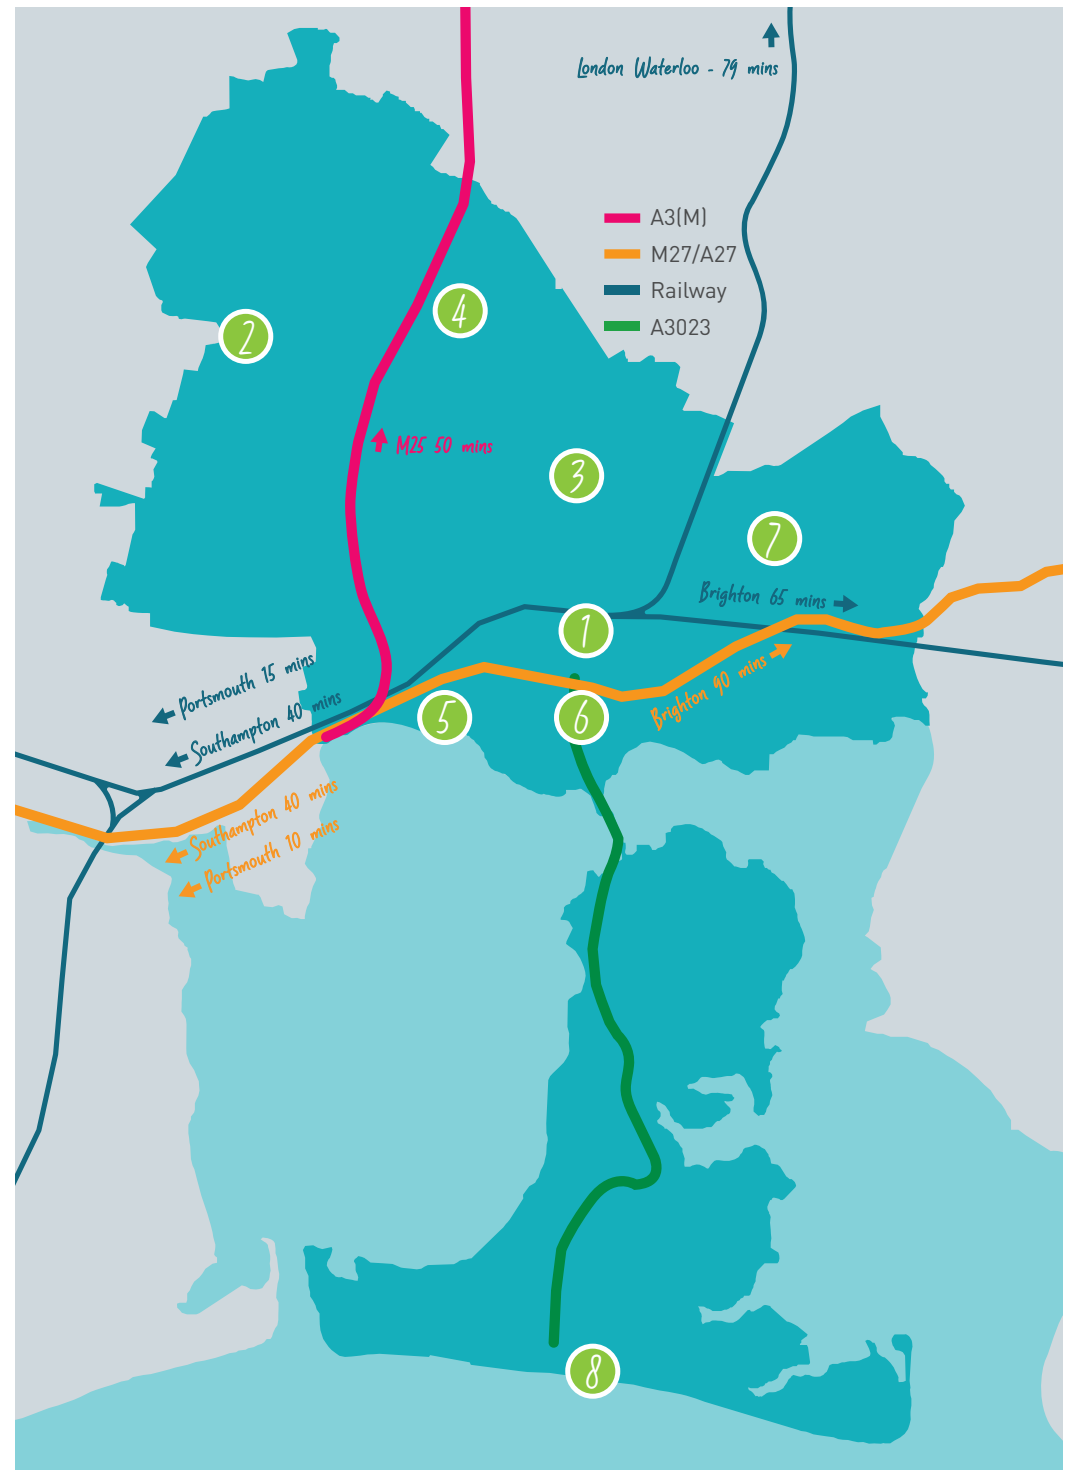 London Waterloo - 79 mins
A3(M)
M27/A27
Railway
A3023
4
2
M25 50 mins
3
7
Brighton 65 mins
1
Portsmouth 15 mins
Southampton 40 mins
Brighton 90 mins
5
6
Southampton 40 mins
Portsmouth 10 mins
8